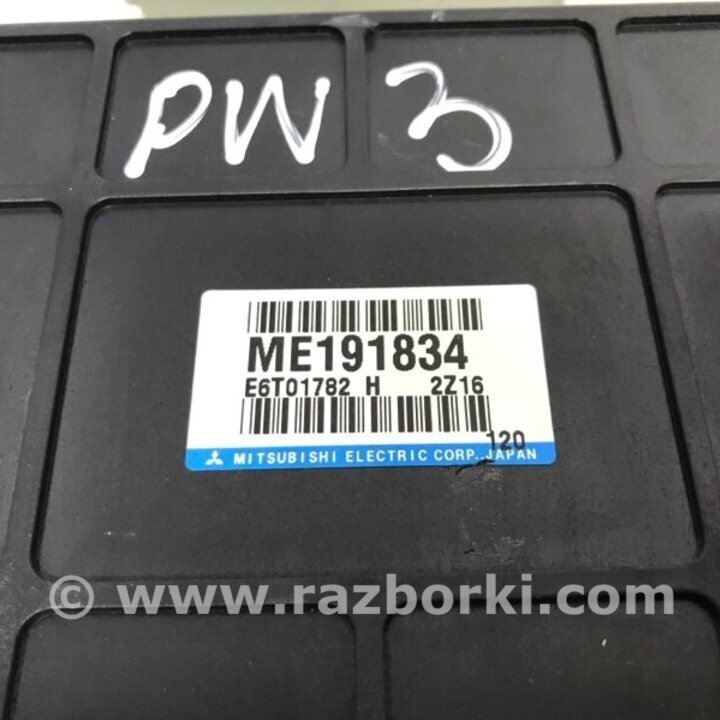 PW 3
ME191834
E6T01782 H 2Z16
120
MITSUBISHI ELECTRIC CORP., JAPAN
© www.razborki.com